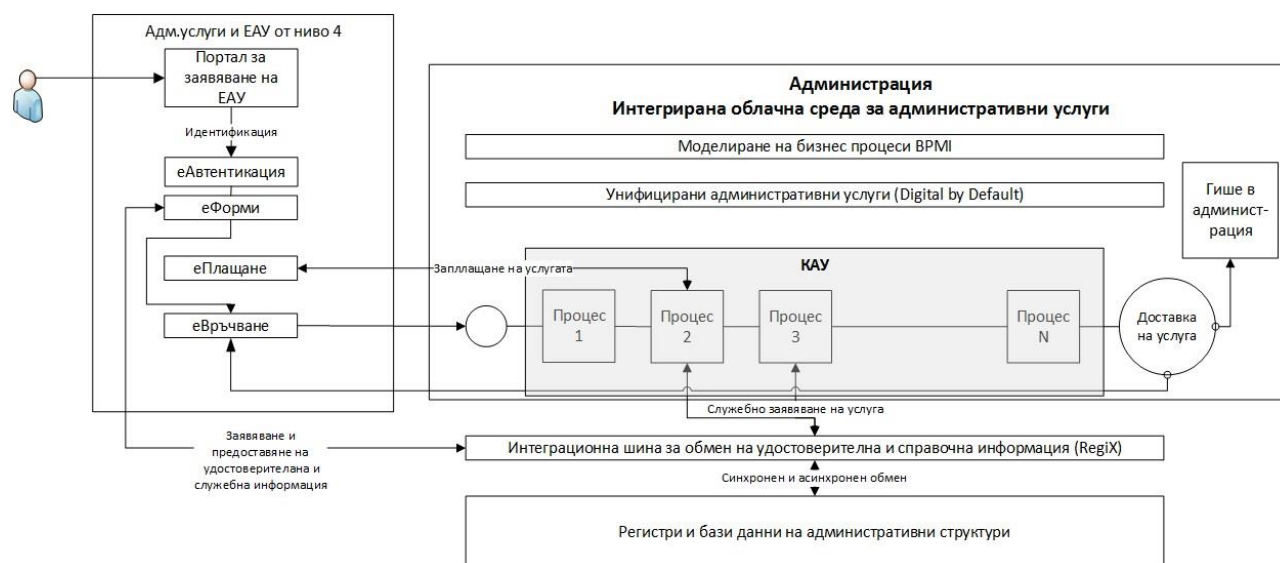 Адм.услуги и ЕАУ от ниво 4
Портал за
заявяване на
ЕАУ
Идентификация
еАвтентикация
еФорми
еПлащане
еВръчване
Администрация
Интегрирана облачна среда за административни услуги
Моделиране на бизнес процеси BPMI
Унифицирани административни услуги (Digital by Default)
Гише в
админист-
рация
Запллащане на услугата
КАУ
Процес
1
Процес
2
Процес
3
Процес
N
Доставка
на услуга
Служебно заявяване на услуга
Заявяване и
предоставяне на
удостоверителана и
служебна информация
Интеграционна шина за обмен на удостоверителна и справочна информация (RegiX)
Синхронен и асинхронен обмен
Регистри и бази данни на административни структури